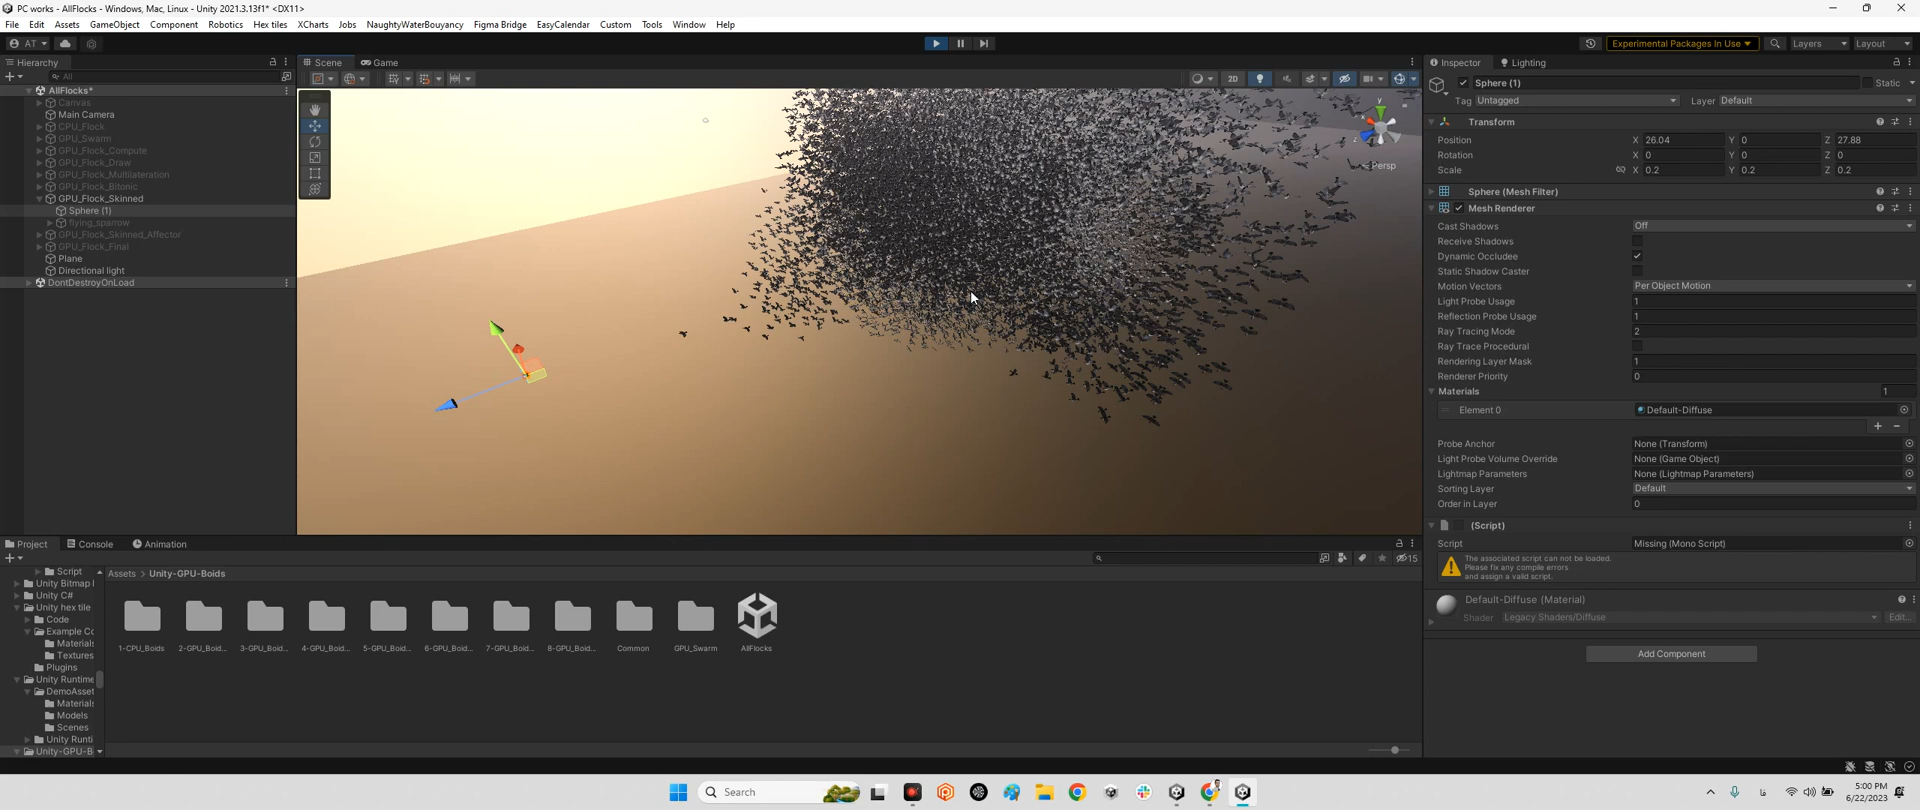 PC works - AllFlocks - Windows, Mac, Linux - Unity 2021.3.13f1* <DX11>
File Edit Assets GameObject Component Robotics Hex tiles XCharts Jobs NaughtyWaterBouyancy Figma Bridge EasyCalendar Custom Tools Window Help
AT Experimental Packages In Use Layers Layout
Hierarchy
All
AllFlocks*
Canvas
Main Camera
CPU_Flock
GPU_Swarm
GPU_Flock_Compute
GPU_Flock_Draw
GPU_Flock_Multilateration
GPU_Flock_Bitonic
GPU_Flock_Skinned
Sphere (1)
flying_sparrow
GPU_Flock_Skinned_Affector
GPU_Flock_Final
Plane
Directional light
DontDestroyOnLoad
Scene Game
2D
y
x
z
Persp
Inspector Lighting
Sphere (1) Static
Tag Untagged Layer Default
Transform
Position X 26.04 Y 0 Z 27.88
Rotation X 0 Y 0 Z 0
Scale X 0.2 Y 0.2 Z 0.2
Sphere (Mesh Filter)
Mesh Renderer
Cast Shadows Off
Receive Shadows
Dynamic Occludee
Static Shadow Caster
Motion Vectors Per Object Motion
Light Probe Usage 1
Reflection Probe Usage 1
Ray Tracing Mode 2
Ray Trace Procedural
Rendering Layer Mask 1
Renderer Priority 0
Materials 1
Element 0 Default-Diffuse
Probe Anchor None (Transform)
Light Probe Volume Override None (Game Object)
Lightmap Parameters None (Lightmap Parameters)
Sorting Layer Default
Order in Layer 0
(Script)
Script Missing (Mono Script)
The associated script can not be loaded.
Please fix any compile errors
and assign a valid script.
Default-Diffuse (Material)
Shader Legacy Shaders/Diffuse Edit...
Add Component
Project Console Animation
15
Script
Unity Bitmap
Unity C#
Unity hex tile
Code
Example Co
Materials
Textures
Plugins
Unity Runtime
DemoAsset
Materials
Models
Scenes
Unity Runti
Unity-GPU-B
Assets > Unity-GPU-Boids
1-CPU_Boids 2-GPU_Boid... 3-GPU_Boid... 4-GPU_Boid... 5-GPU_Boid... 6-GPU_Boid... 7-GPU_Boid... 8-GPU_Boid... Common GPU_Swarm AllFlocks
Search
فا
5:00 PM
6/22/2023